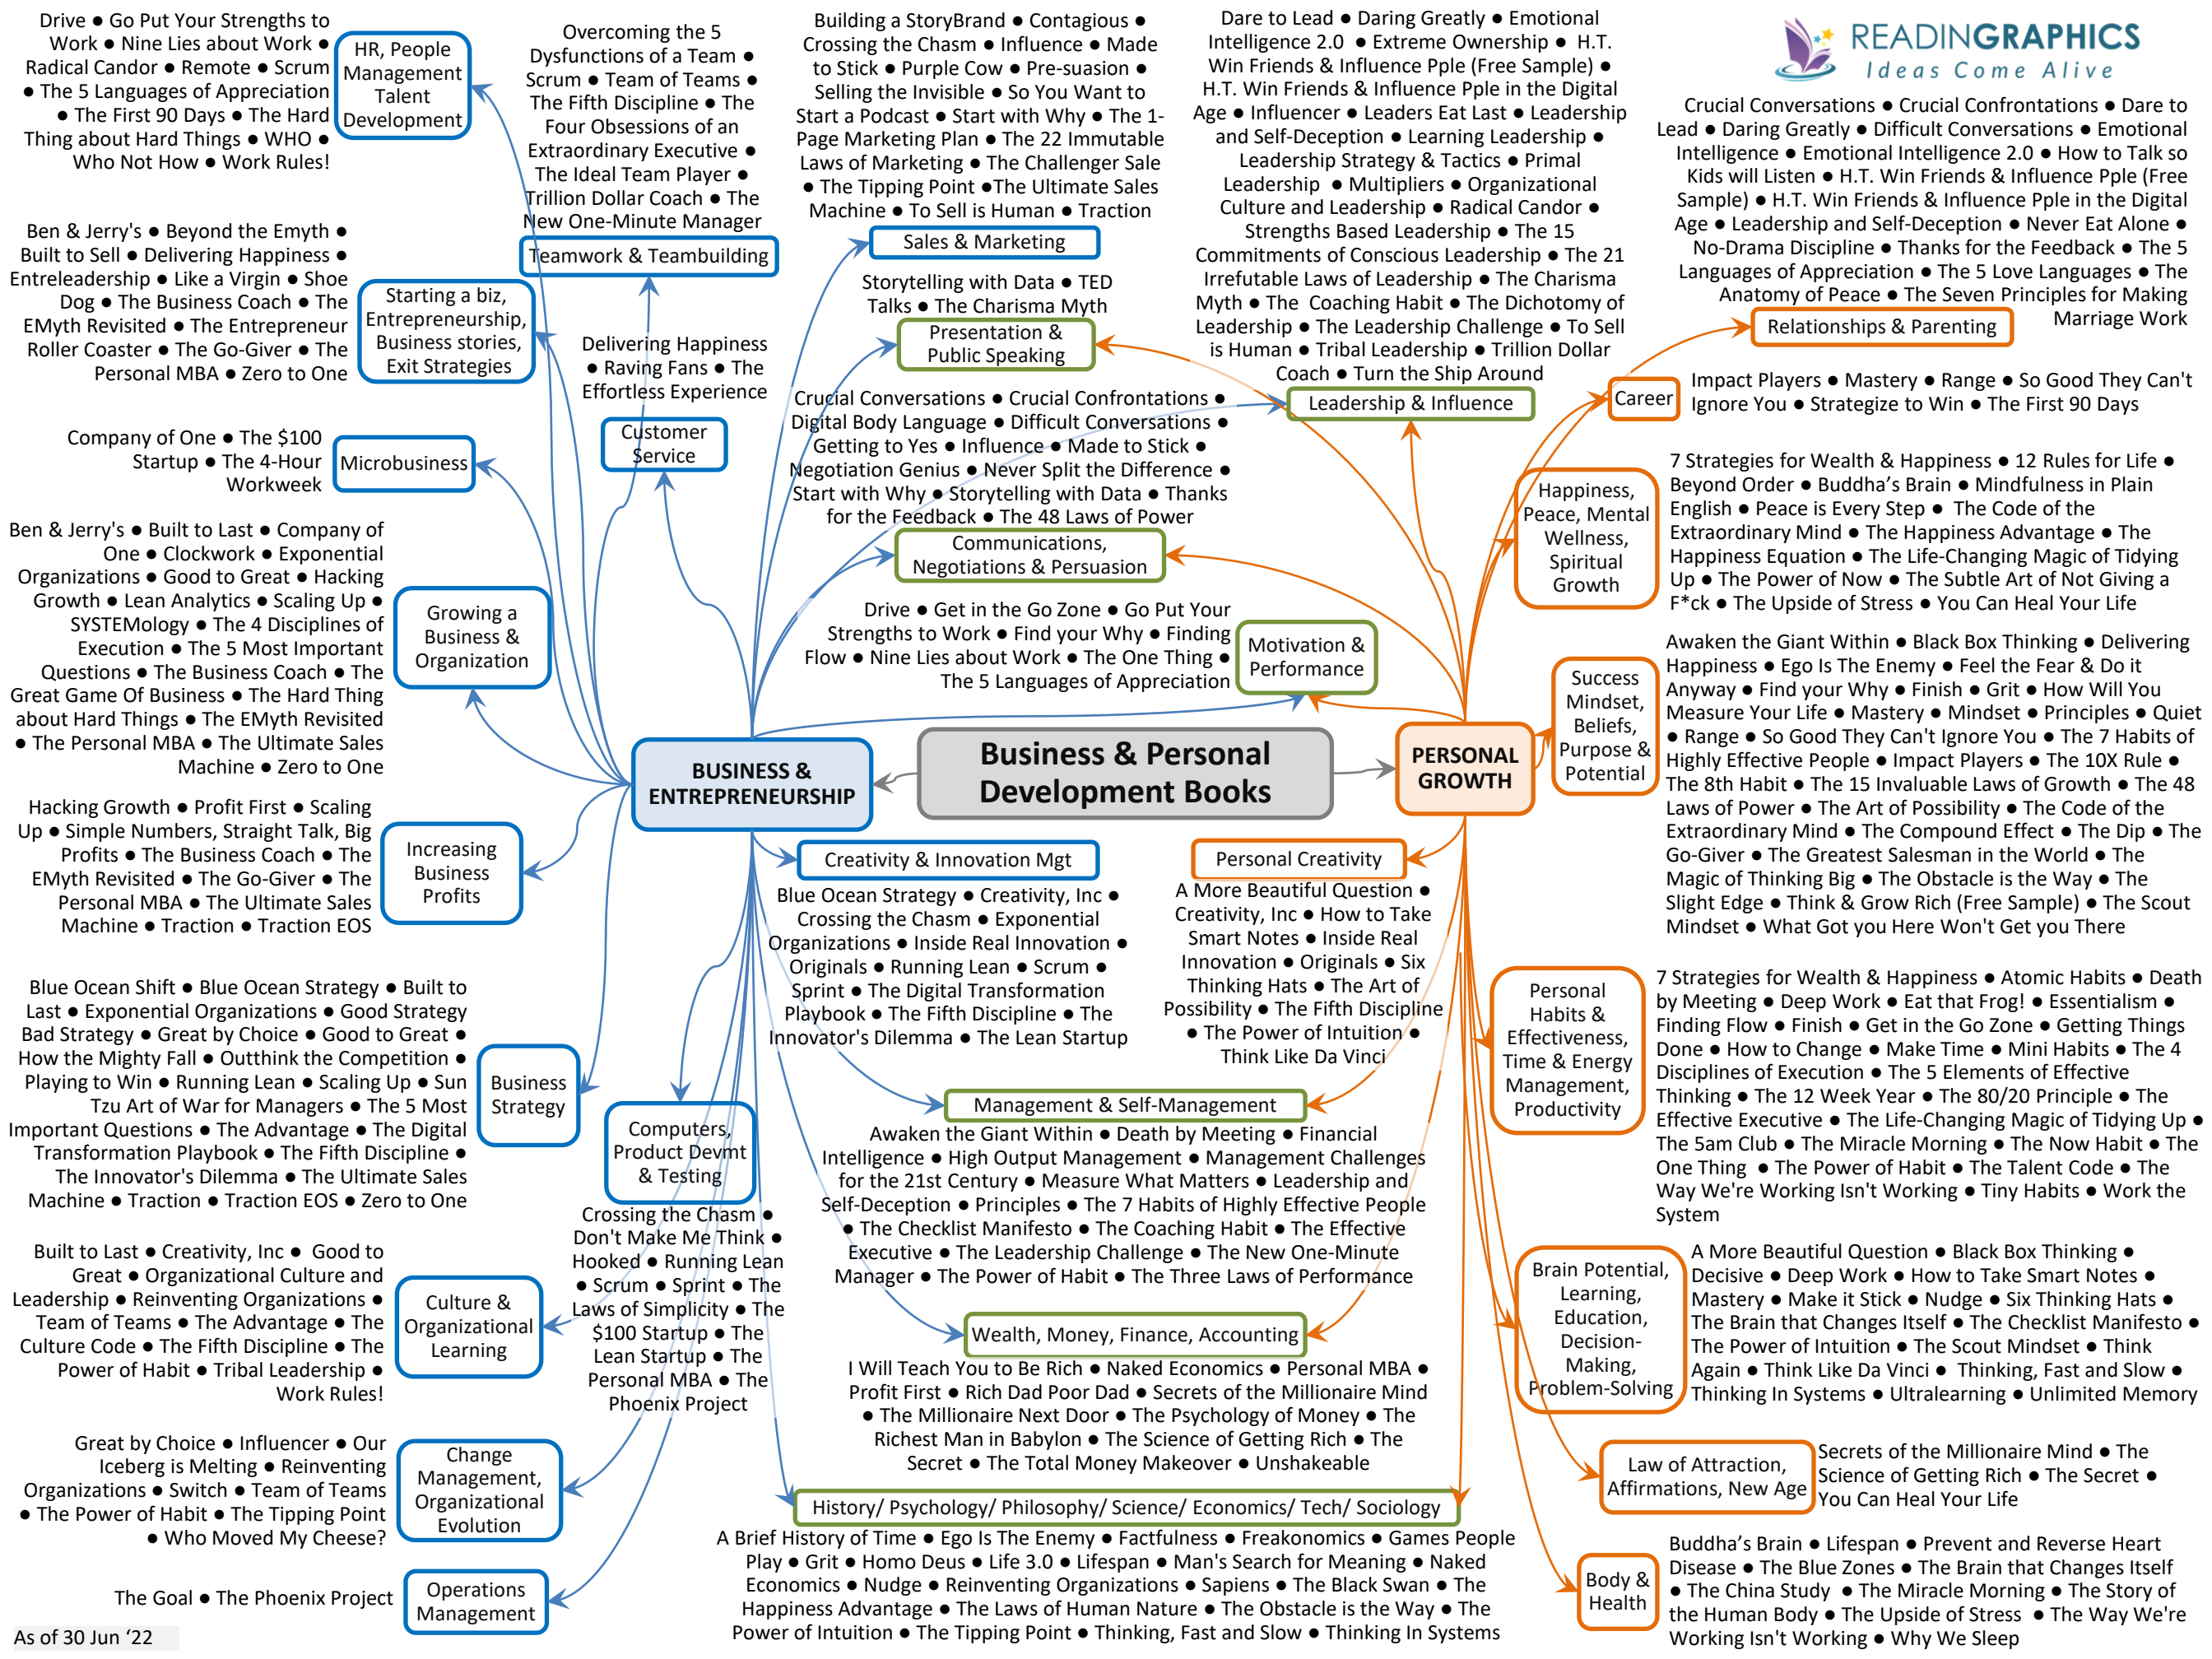 READINGRAPHICS
Ideas Come Alive
Drive ● Go Put Your Strengths to
Work ● Nine Lies about Work ●
Radical Candor ● Remote ● Scrum
● The 5 Languages of Appreciation
● The First 90 Days ● The Hard
Thing about Hard Things ● WHO ●
Who Not How ● Work Rules!
HR, People
Management
Talent
Development
Ben & Jerry's ● Beyond the Emyth ●
Built to Sell ● Delivering Happiness ●
Entreleadership ● Like a Virgin ● Shoe
Dog ● The Business Coach ● The
EMyth Revisited ● The Entrepreneur
Roller Coaster ● The Go-Giver ● The
Personal MBA ● Zero to One
Starting a biz,
Entrepreneurship,
Business stories,
Exit Strategies
Company of One ● The $100
Startup ● The 4-Hour
Workweek
Microbusiness
Ben & Jerry's ● Built to Last ● Company of
One ● Clockwork ● Exponential
Organizations ● Good to Great ● Hacking
Growth ● Lean Analytics ● Scaling Up ●
SYSTEMology ● The 4 Disciplines of
Execution ● The 5 Most Important
Questions ● The Business Coach ● The
Great Game Of Business ● The Hard Thing
about Hard Things ● The EMyth Revisited
● The Personal MBA ● The Ultimate Sales
Machine ● Zero to One
Growing a
Business &
Organization
Hacking Growth ● Profit First ● Scaling
Up ● Simple Numbers, Straight Talk, Big
Profits ● The Business Coach ● The
EMyth Revisited ● The Go-Giver ● The
Personal MBA ● The Ultimate Sales
Machine ● Traction ● Traction EOS
Increasing
Business
Profits
Blue Ocean Shift ● Blue Ocean Strategy ● Built to
Last ● Exponential Organizations ● Good Strategy
Bad Strategy ● Great by Choice ● Good to Great ●
How the Mighty Fall ● Outthink the Competition ●
Playing to Win ● Running Lean ● Scaling Up ● Sun
Tzu Art of War for Managers ● The 5 Most
Important Questions ● The Advantage ● The Digital
Transformation Playbook ● The Fifth Discipline ●
The Innovator's Dilemma ● The Ultimate Sales
Machine ● Traction ● Traction EOS ● Zero to One
Business
Strategy
Built to Last ● Creativity, Inc ● Good to
Great ● Organizational Culture and
Leadership ● Reinventing Organizations ●
Team of Teams ● The Advantage ● The
Culture Code ● The Fifth Discipline ● The
Power of Habit ● Tribal Leadership ●
Work Rules!
Culture &
Organizational
Learning
Great by Choice ● Influencer ● Our
Iceberg is Melting ● Reinventing
Organizations ● Switch ● Team of Teams
● The Power of Habit ● The Tipping Point
● Who Moved My Cheese?
Change
Management,
Organizational
Evolution
The Goal ● The Phoenix Project
Operations
Management
As of 30 Jun ‘22
Overcoming the 5
Dysfunctions of a Team ●
Scrum ● Team of Teams ●
The Fifth Discipline ● The
Four Obsessions of an
Extraordinary Executive ●
The Ideal Team Player ●
Trillion Dollar Coach ● The
New One-Minute Manager
Teamwork & Teambuilding
Delivering Happiness
● Raving Fans ● The
Effortless Experience
Customer
Service
Building a StoryBrand ● Contagious ●
Crossing the Chasm ● Influence ● Made
to Stick ● Purple Cow ● Pre-suasion ●
Selling the Invisible ● So You Want to
Start a Podcast ● Start with Why ● The 1-
Page Marketing Plan ● The 22 Immutable
Laws of Marketing ● The Challenger Sale
● The Tipping Point ●The Ultimate Sales
Machine ● To Sell is Human ● Traction
Sales & Marketing
Storytelling with Data ● TED
Talks ● The Charisma Myth
Presentation &
Public Speaking
Crucial Conversations ● Crucial Confrontations ●
Digital Body Language ● Difficult Conversations ●
Getting to Yes ● Influence ● Made to Stick ●
Negotiation Genius ● Never Split the Difference ●
Start with Why ● Storytelling with Data ● Thanks
for the Feedback ● The 48 Laws of Power
Communications,
Negotiations & Persuasion
Drive ● Get in the Go Zone ● Go Put Your
Strengths to Work ● Find your Why ● Finding
Flow ● Nine Lies about Work ● The One Thing ●
The 5 Languages of Appreciation
Motivation &
Performance
Dare to Lead ● Daring Greatly ● Emotional
Intelligence 2.0 ● Extreme Ownership ● H.T.
Win Friends & Influence Pple (Free Sample) ●
H.T. Win Friends & Influence Pple in the Digital
Age ● Influencer ● Leaders Eat Last ● Leadership
and Self-Deception ● Learning Leadership ●
Leadership Strategy & Tactics ● Primal
Leadership ● Multipliers ● Organizational
Culture and Leadership ● Radical Candor ●
Strengths Based Leadership ● The 15
Commitments of Conscious Leadership ● The 21
Irrefutable Laws of Leadership ● The Charisma
Myth ● The Coaching Habit ● The Dichotomy of
Leadership ● The Leadership Challenge ● To Sell
is Human ● Tribal Leadership ● Trillion Dollar
Coach ● Turn the Ship Around
Leadership & Influence
BUSINESS &
ENTREPRENEURSHIP
Business & Personal
Development Books
PERSONAL
GROWTH
Creativity & Innovation Mgt
Blue Ocean Strategy ● Creativity, Inc ●
Crossing the Chasm ● Exponential
Organizations ● Inside Real Innovation ●
Originals ● Running Lean ● Scrum ●
Sprint ● The Digital Transformation
Playbook ● The Fifth Discipline ● The
Innovator's Dilemma ● The Lean Startup
Personal Creativity
A More Beautiful Question ●
Creativity, Inc ● How to Take
Smart Notes ● Inside Real
Innovation ● Originals ● Six
Thinking Hats ● The Art of
Possibility ● The Fifth Discipline
● The Power of Intuition ●
Think Like Da Vinci
Computers,
Product Devmt
& Testing
Crossing the Chasm ●
Don't Make Me Think ●
Hooked ● Running Lean
● Scrum ● Sprint ● The
Laws of Simplicity ● The
$100 Startup ● The
Lean Startup ● The
Personal MBA ● The
Phoenix Project
Management & Self-Management
Awaken the Giant Within ● Death by Meeting ● Financial
Intelligence ● High Output Management ● Management Challenges
for the 21st Century ● Measure What Matters ● Leadership and
Self-Deception ● Principles ● The 7 Habits of Highly Effective People
● The Checklist Manifesto ● The Coaching Habit ● The Effective
Executive ● The Leadership Challenge ● The New One-Minute
Manager ● The Power of Habit ● The Three Laws of Performance
Wealth, Money, Finance, Accounting
I Will Teach You to Be Rich ● Naked Economics ● Personal MBA ●
Profit First ● Rich Dad Poor Dad ● Secrets of the Millionaire Mind
● The Millionaire Next Door ● The Psychology of Money ● The
Richest Man in Babylon ● The Science of Getting Rich ● The
Secret ● The Total Money Makeover ● Unshakeable
History/ Psychology/ Philosophy/ Science/ Economics/ Tech/ Sociology
A Brief History of Time ● Ego Is The Enemy ● Factfulness ● Freakonomics ● Games People
Play ● Grit ● Homo Deus ● Life 3.0 ● Lifespan ● Man's Search for Meaning ● Naked
Economics ● Nudge ● Reinventing Organizations ● Sapiens ● The Black Swan ● The
Happiness Advantage ● The Laws of Human Nature ● The Obstacle is the Way ● The
Power of Intuition ● The Tipping Point ● Thinking, Fast and Slow ● Thinking In Systems
Crucial Conversations ● Crucial Confrontations ● Dare to
Lead ● Daring Greatly ● Difficult Conversations ● Emotional
Intelligence ● Emotional Intelligence 2.0 ● How to Talk so
Kids will Listen ● H.T. Win Friends & Influence Pple (Free
Sample) ● H.T. Win Friends & Influence Pple in the Digital
Age ● Leadership and Self-Deception ● Never Eat Alone ●
No-Drama Discipline ● Thanks for the Feedback ● The 5
Languages of Appreciation ● The 5 Love Languages ● The
Anatomy of Peace ● The Seven Principles for Making
Marriage Work
Relationships & Parenting
Career
Impact Players ● Mastery ● Range ● So Good They Can't
Ignore You ● Strategize to Win ● The First 90 Days
Happiness,
Peace, Mental
Wellness,
Spiritual
Growth
7 Strategies for Wealth & Happiness ● 12 Rules for Life ●
Beyond Order ● Buddha’s Brain ● Mindfulness in Plain
English ● Peace is Every Step ● The Code of the
Extraordinary Mind ● The Happiness Advantage ● The
Happiness Equation ● The Life-Changing Magic of Tidying
Up ● The Power of Now ● The Subtle Art of Not Giving a
F*ck ● The Upside of Stress ● You Can Heal Your Life
Success
Mindset,
Beliefs,
Purpose &
Potential
Awaken the Giant Within ● Black Box Thinking ● Delivering
Happiness ● Ego Is The Enemy ● Feel the Fear & Do it
Anyway ● Find your Why ● Finish ● Grit ● How Will You
Measure Your Life ● Mastery ● Mindset ● Principles ● Quiet
● Range ● So Good They Can't Ignore You ● The 7 Habits of
Highly Effective People ● Impact Players ● The 10X Rule ●
The 8th Habit ● The 15 Invaluable Laws of Growth ● The 48
Laws of Power ● The Art of Possibility ● The Code of the
Extraordinary Mind ● The Compound Effect ● The Dip ● The
Go-Giver ● The Greatest Salesman in the World ● The
Magic of Thinking Big ● The Obstacle is the Way ● The
Slight Edge ● Think & Grow Rich (Free Sample) ● The Scout
Mindset ● What Got you Here Won't Get you There
Personal
Habits &
Effectiveness,
Time & Energy
Management,
Productivity
7 Strategies for Wealth & Happiness ● Atomic Habits ● Death
by Meeting ● Deep Work ● Eat that Frog! ● Essentialism ●
Finding Flow ● Finish ● Get in the Go Zone ● Getting Things
Done ● How to Change ● Make Time ● Mini Habits ● The 4
Disciplines of Execution ● The 5 Elements of Effective
Thinking ● The 12 Week Year ● The 80/20 Principle ● The
Effective Executive ● The Life-Changing Magic of Tidying Up ●
The 5am Club ● The Miracle Morning ● The Now Habit ● The
One Thing ● The Power of Habit ● The Talent Code ● The
Way We're Working Isn't Working ● Tiny Habits ● Work the
System
Brain Potential,
Learning,
Education,
Decision-
Making,
Problem-Solving
A More Beautiful Question ● Black Box Thinking ●
Decisive ● Deep Work ● How to Take Smart Notes ●
Mastery ● Make it Stick ● Nudge ● Six Thinking Hats ●
The Brain that Changes Itself ● The Checklist Manifesto ●
The Power of Intuition ● The Scout Mindset ● Think
Again ● Think Like Da Vinci ● Thinking, Fast and Slow ●
Thinking In Systems ● Ultralearning ● Unlimited Memory
Law of Attraction,
Affirmations, New Age
Secrets of the Millionaire Mind ● The
Science of Getting Rich ● The Secret ●
You Can Heal Your Life
Body &
Health
Buddha’s Brain ● Lifespan ● Prevent and Reverse Heart
Disease ● The Blue Zones ● The Brain that Changes Itself
● The China Study ● The Miracle Morning ● The Story of
the Human Body ● The Upside of Stress ● The Way We're
Working Isn't Working ● Why We Sleep